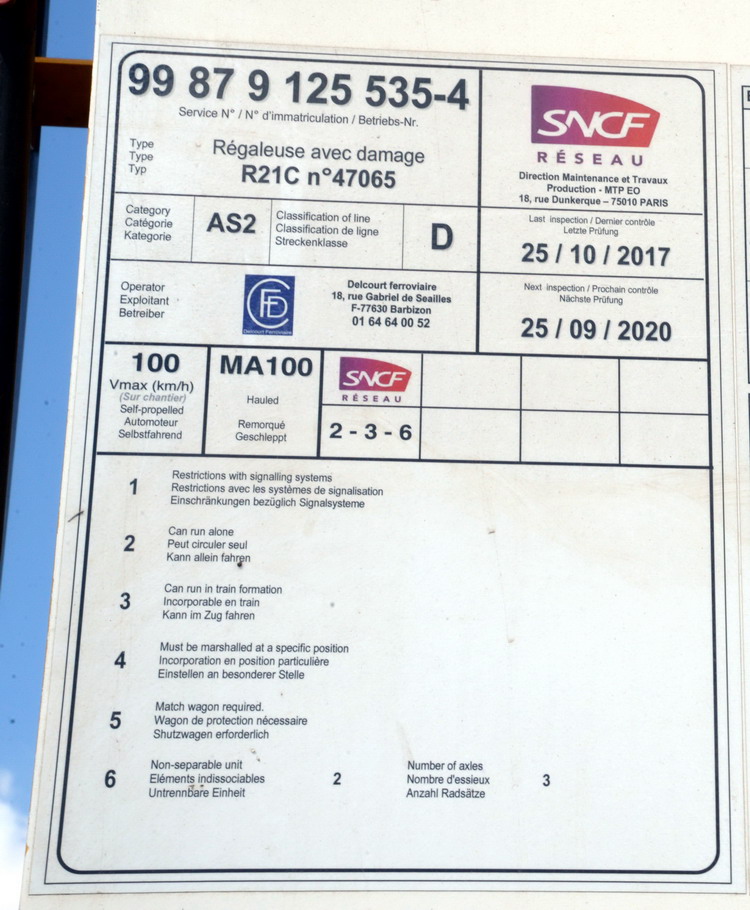 99 87 9 125 535-4
Service N° / N° d'immatriculation / Betriebs-Nr.
Type
Type
Typ
Régaleuse avec damage
R21C n°47065
SNCF
RÉSEAU
Direction Maintenance et Travaux
Production - MTP EO
18, rue Dunkerque – 75010 PARIS
Category
Catégorie
Kategorie
AS2
Classification of line
Classification de ligne
Streckenklasse
D
Last inspection / Dernier contrôle
Letzte Prüfung
25 / 10 / 2017
Operator
Exploitant
Betreiber
CFD
Delcourt Ferroviaire
Delcourt ferroviaire
18, rue Gabriel de Seailles
F-77630 Barbizon
01 64 64 00 52
Next inspection / Prochain contrôle
Nächste Prüfung
25 / 09 / 2020
100
Vmax (km/h)
(Sur chantier)
Self-propelled
Automoteur
Selbstfahrend
MA100
Hauled
Remorqué
Geschleppt
SNCF
RÉSEAU
2 - 3 - 6
1
Restrictions with signalling systems
Restrictions avec les systèmes de signalisation
Einschränkungen bezüglich Signalsysteme
2
Can run alone
Peut circuler seul
Kann allein fahren
3
Can run in train formation
Incorporable en train
Kann im Zug fahren
4
Must be marshalled at a specific position
Incorporation en position particulière
Einstellen an besonderer Stelle
5
Match wagon required.
Wagon de protection nécessaire
Shutzwagen erforderlich
6
Non-separable unit
Eléments indissociables
Untrennbare Einheit
2
Number of axles
Nombre d'essieux
Anzahl Radsätze
3